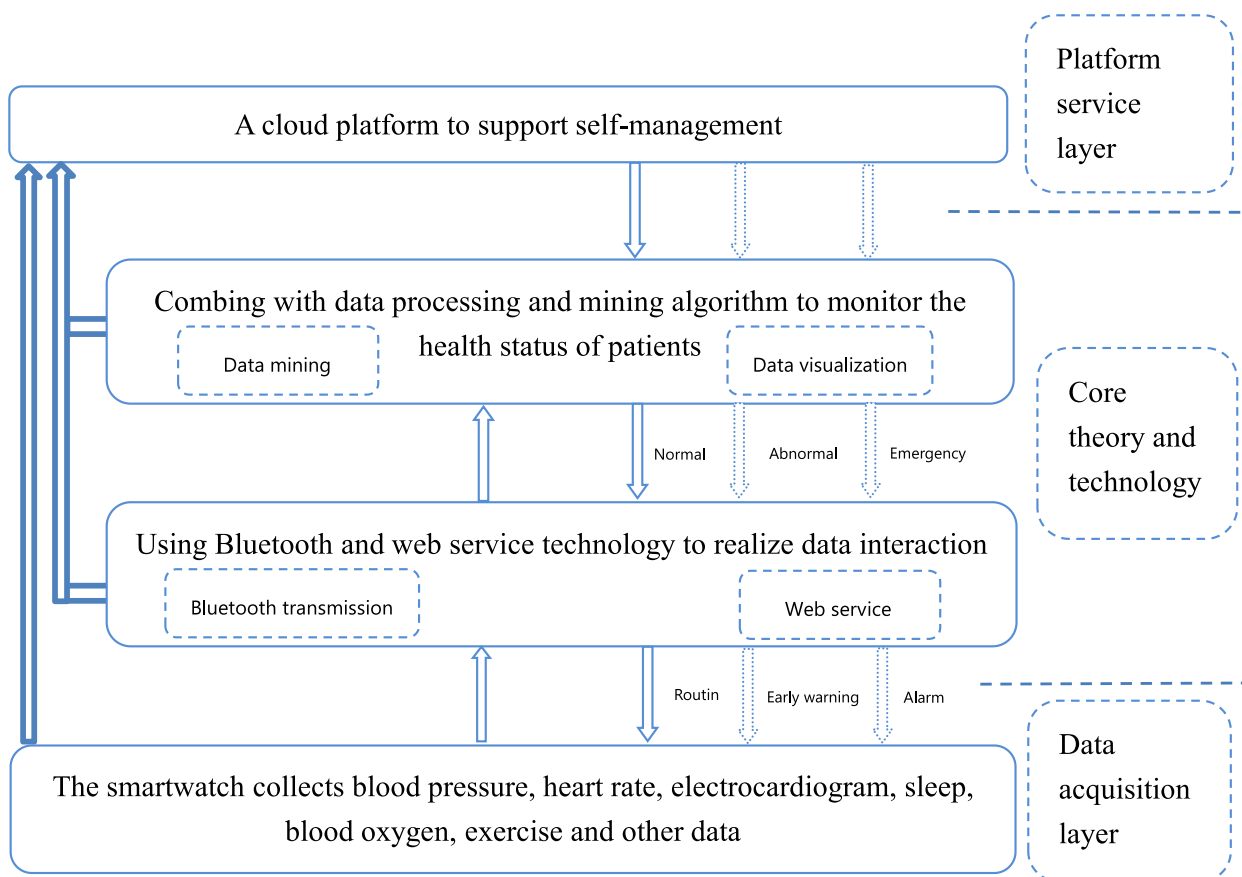 Platform
service
layer
A cloud platform to support self-management
Combing with data processing and mining algorithm to monitor the
health status of patients
Data mining
Data visualization
Core
theory and
technology
Normal
Abnormal
Emergency
Using Bluetooth and web service technology to realize data interaction
Bluetooth transmission
Web service
Routin
Early warning
Alarm
Data
acquisition
layer
The smartwatch collects blood pressure, heart rate, electrocardiogram, sleep,
blood oxygen, exercise and other data